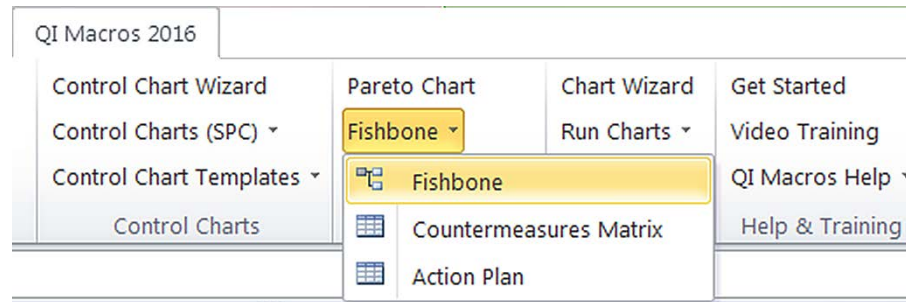 QI Macros 2016
Control Chart Wizard
Control Charts (SPC)
Control Chart Templates
Control Charts
Pareto Chart
Fishbone
Fishbone
Countermeasures Matrix
Action Plan
Chart Wizard
Run Charts
Get Started
Video Training
QI Macros Help
Help & Training